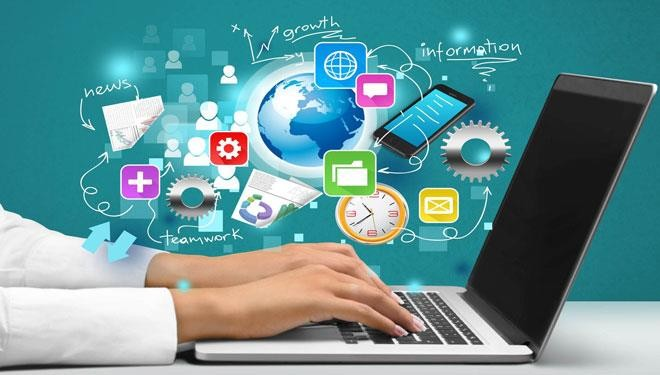 growth
x
y
information
news
teamwork